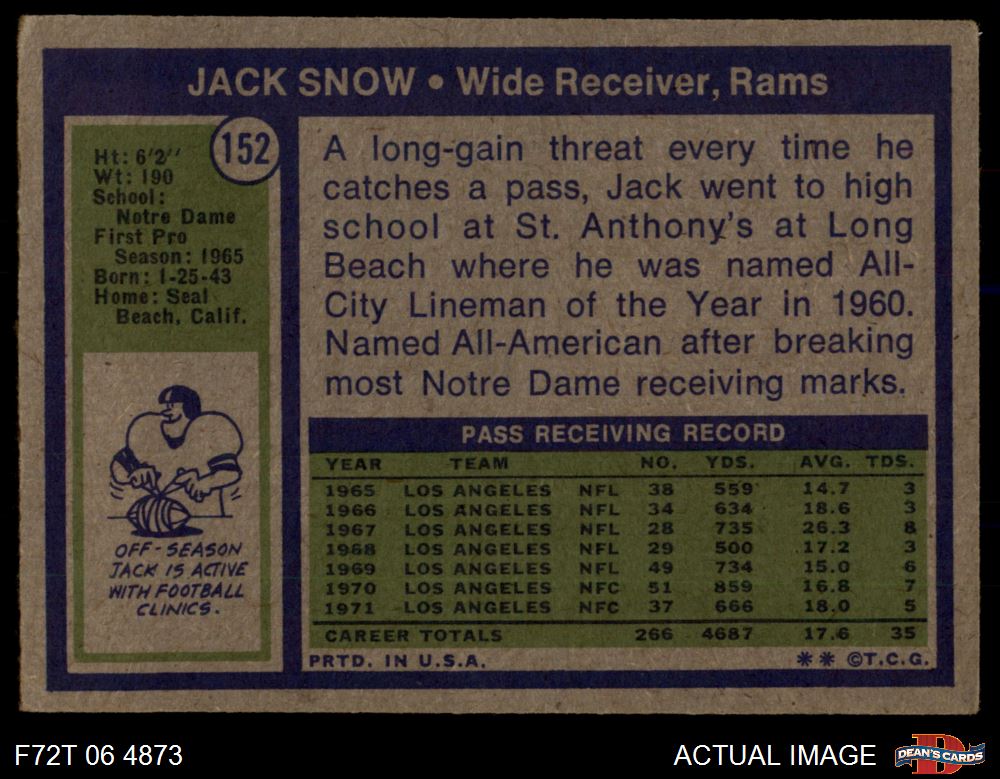 JACK SNOW • Wide Receiver, Rams
152
Ht: 6'2''
Wt: 190
School:
Notre Dame
First Pro
Season: 1965
Born: 1-25-43
Home: Seal
Beach, Calif.
OFF-SEASON
JACK IS ACTIVE
WITH FOOTBALL
CLINICS.
A long-gain threat every time he
catches a pass, Jack went to high
school at St. Anthony's at Long
Beach where he was named All-
City Lineman of the Year in 1960.
Named All-American after breaking
most Notre Dame receiving marks.
PASS RECEIVING RECORD
YEAR TEAM NO. YDS. AVG. TDS.
1965 LOS ANGELES NFL 38 559 14.7 3
1966 LOS ANGELES NFL 34 634 18.6 3
1967 LOS ANGELES NFL 28 735 26.3 8
1968 LOS ANGELES NFL 29 500 17.2 3
1969 LOS ANGELES NFL 49 734 15.0 6
1970 LOS ANGELES NFC 51 859 16.8 7
1971 LOS ANGELES NFC 37 666 18.0 5
CAREER TOTALS 266 4687 17.6 35
PRTD. IN U.S.A. ** ©T.C.G.
F72T 06 4873 ACTUAL IMAGE DEAN'S CARDS